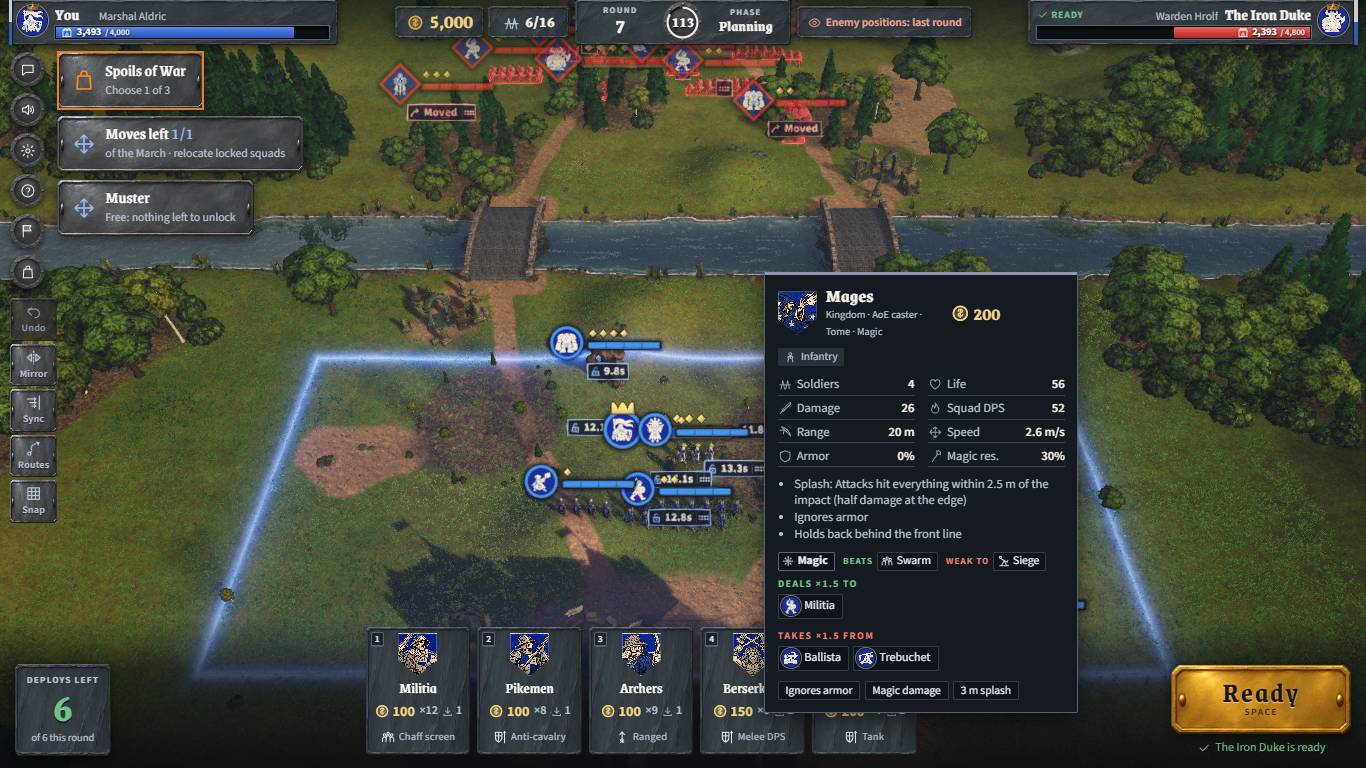 You Marshal Aldric
3,493 / 4,000
5,000
6/16
ROUND
7
113
PHASE
Planning
Enemy positions: last round
READY
Warden Hrolf The Iron Duke
2,393 / 4,800
Spoils of War
Choose 1 of 3
Moves left 1/1
of the March · relocate locked squads
Muster
Free: nothing left to unlock
Moved
Moved
Undo
Mirror
Sync
Routes
Snap
9.8s
13.3s
12.8s
Mages
Kingdom · AoE caster ·
Tome · Magic
200
Infantry
Soldiers 4
Life 56
Damage 26
Squad DPS 52
Range 20 m
Speed 2.6 m/s
Armor 0%
Magic res. 30%
• Splash: Attacks hit everything within 2.5 m of the
impact (half damage at the edge)
• Ignores armor
• Holds back behind the front line
Magic BEATS Swarm WEAK TO Siege
DEALS ×1.5 TO
Militia
TAKES ×1.5 FROM
Ballista Trebuchet
Ignores armor Magic damage 3 m splash
DEPLOYS LEFT
6
of 6 this round
1
Militia
100 ×12 1
Chaff screen
2
Pikemen
100 ×8 1
Anti-cavalry
3
Archers
100 ×9 1
Ranged
4
Berserk
150
Melee DPS
Tank
Ready
SPACE
The Iron Duke is ready